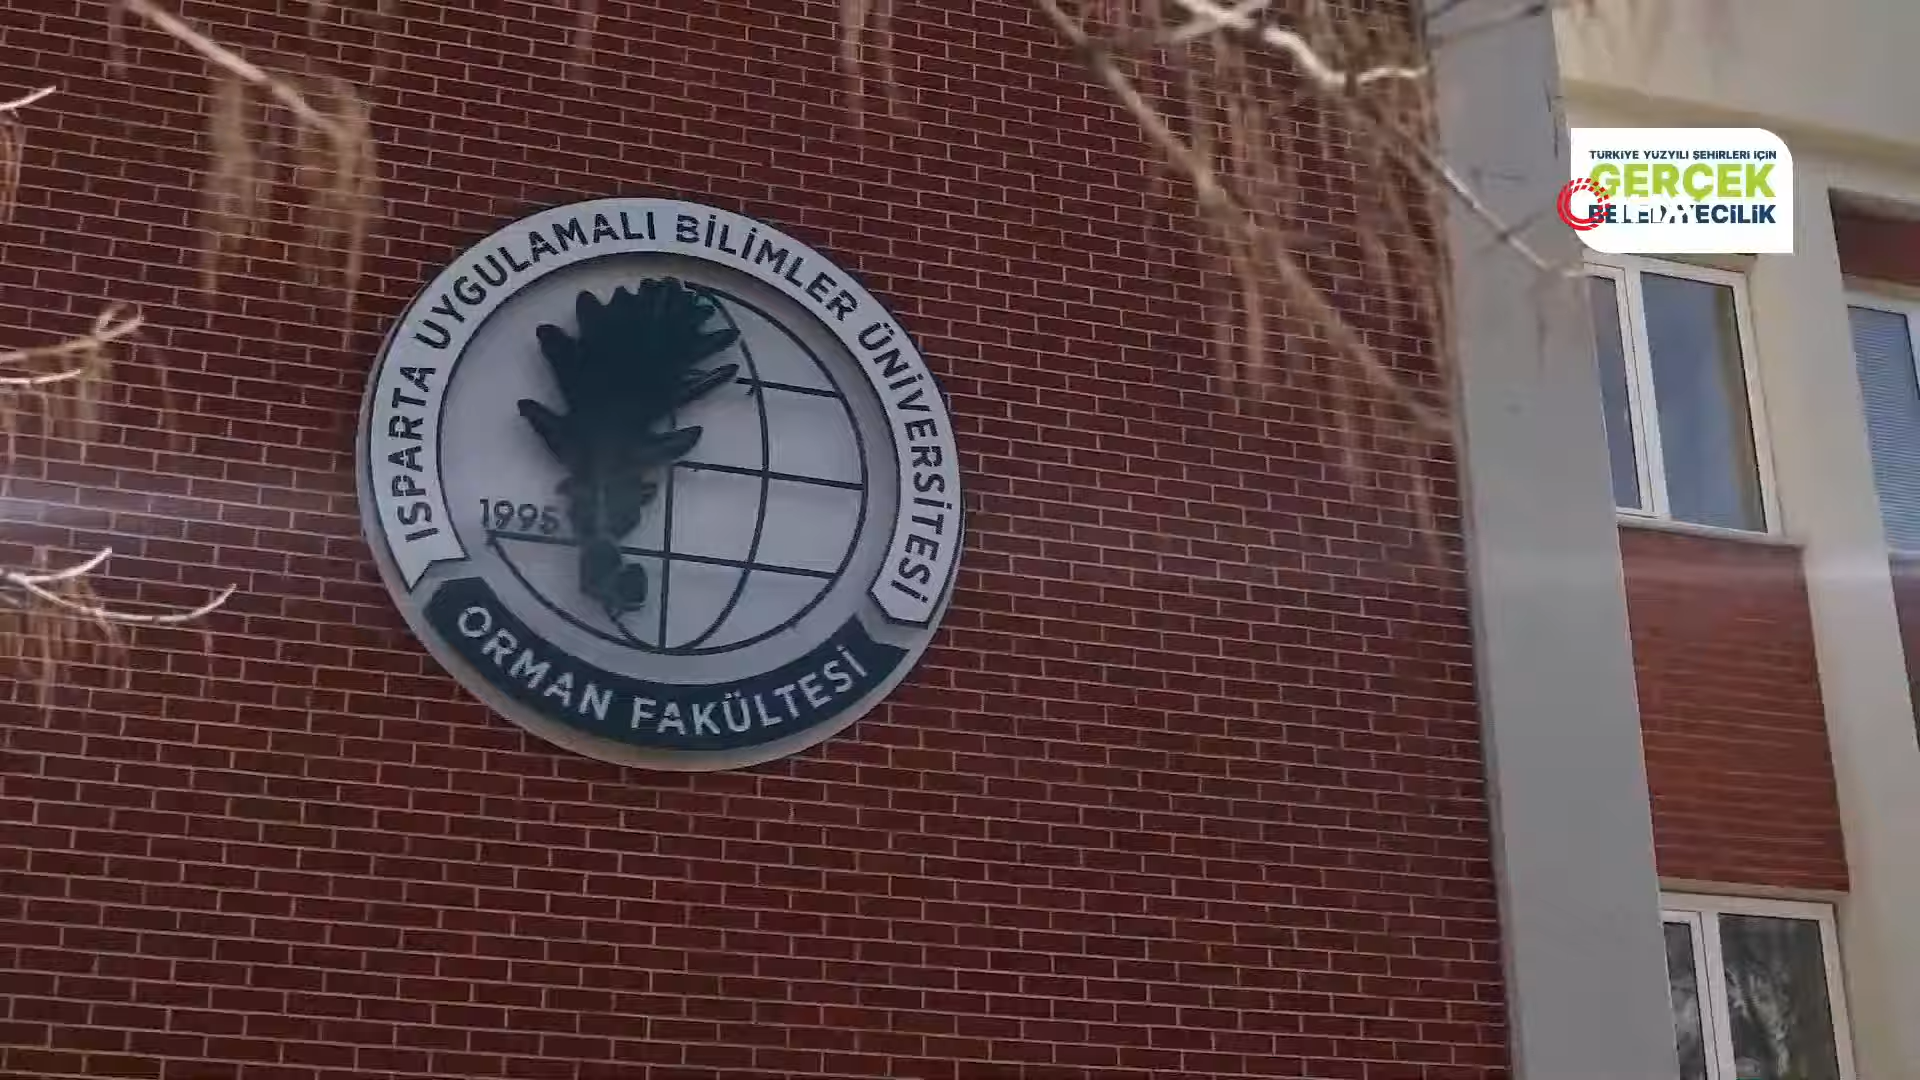 ISPARTA UYGULAMALI BİLİMLER ÜNİVERSİTESİ
1995
ORMAN FAKÜLTESİ
TÜRKİYE YÜZYILI ŞEHİRLERİ İÇİN
GERÇEK
BELEDİYECİLİK